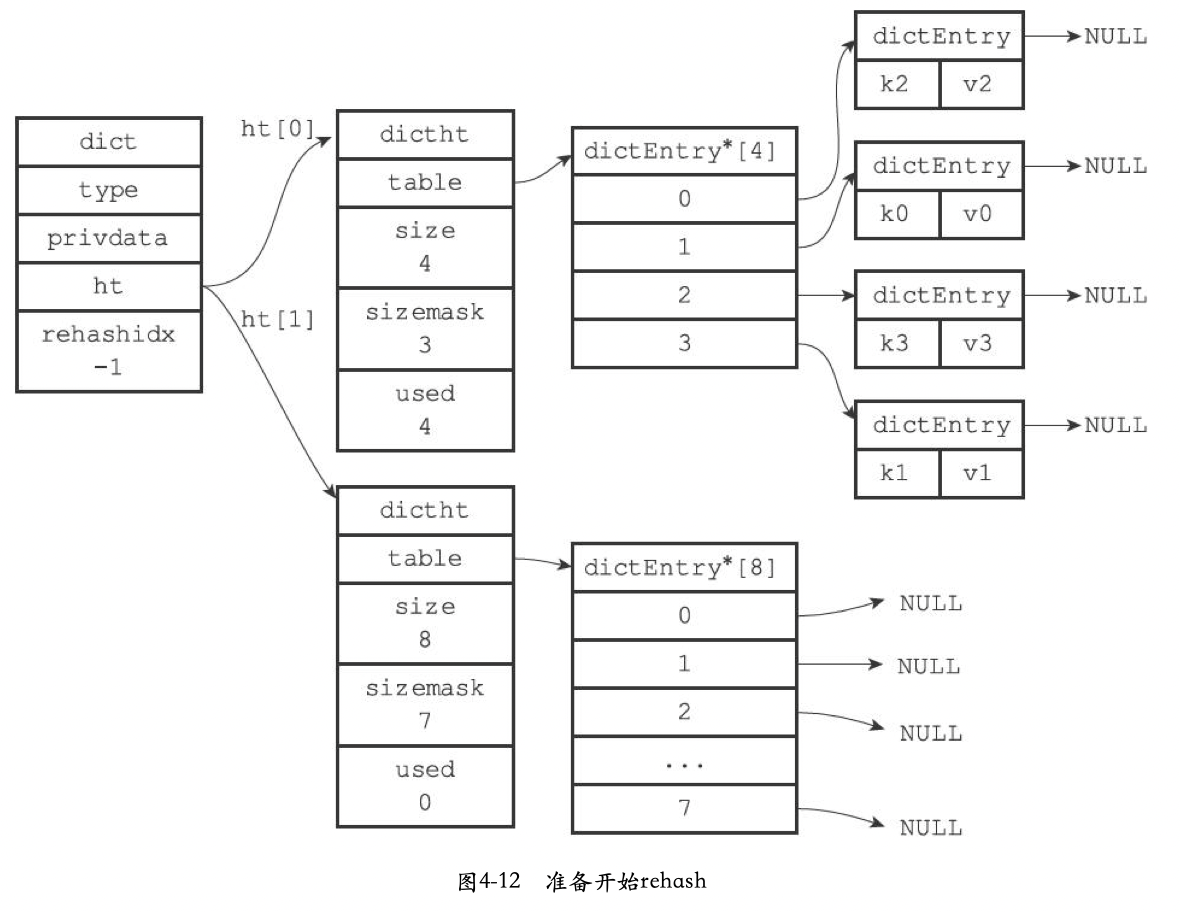 dict
type
privdata
ht
rehashidx
-1
ht[0]
ht[1]
dictht
table
size
4
sizemask
3
used
4
dictEntry*[4]
0
1
2
3
dictEntry
k2 v2
NULL
dictEntry
k0 v0
NULL
dictEntry
k3 v3
NULL
dictEntry
k1 v1
NULL
dictht
table
size
8
sizemask
7
used
0
dictEntry*[8]
0
1
2
...
7
NULL
NULL
NULL
NULL
图4-12 准备开始rehash